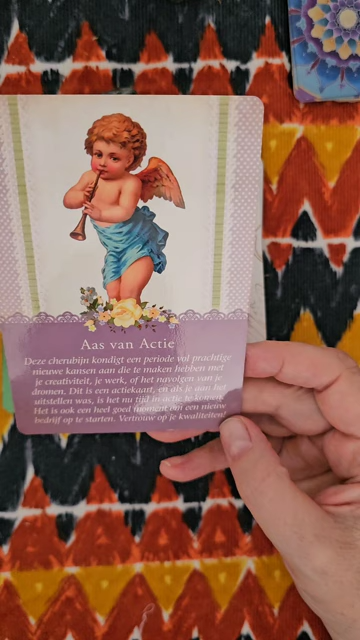 Aas van Actie
Deze cherubijn kondigt een periode vol prachtige
nieuwe kansen aan die te maken hebben met
je creativiteit, je werk, of het navolgen van je
dromen. Dit is een actiekaart, en als je aan het
uitstellen was, is het nu tijd in actie te komen.
Het is ook een heel goed moment om een nieuw
bedrijf op te starten. Vertrouw op je kwaliteiten.